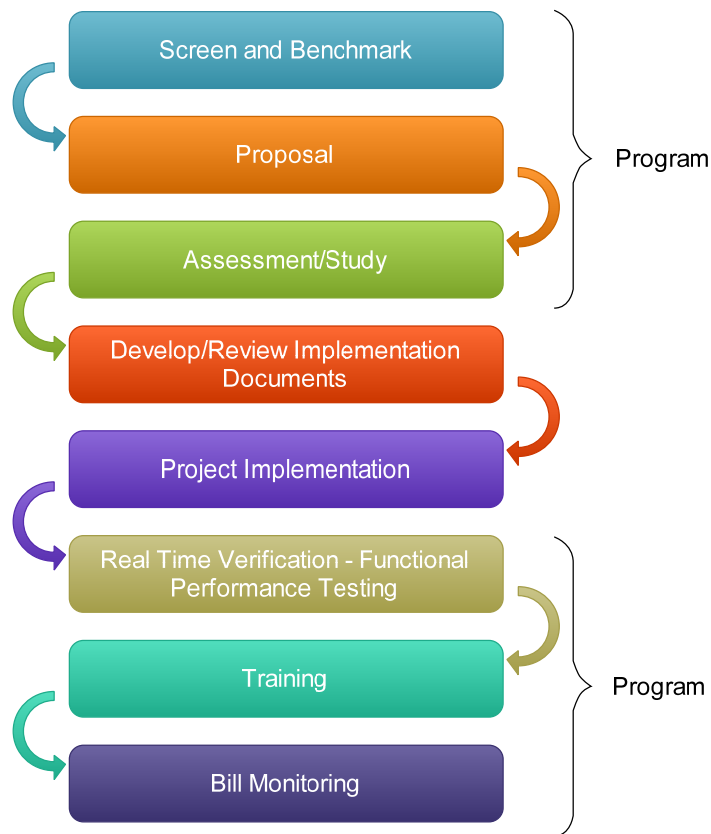 Screen and Benchmark
Proposal
Program
Assessment/Study
Develop/Review Implementation
Documents
Project Implementation
Real Time Verification - Functional
Performance Testing
Training
Program
Bill Monitoring